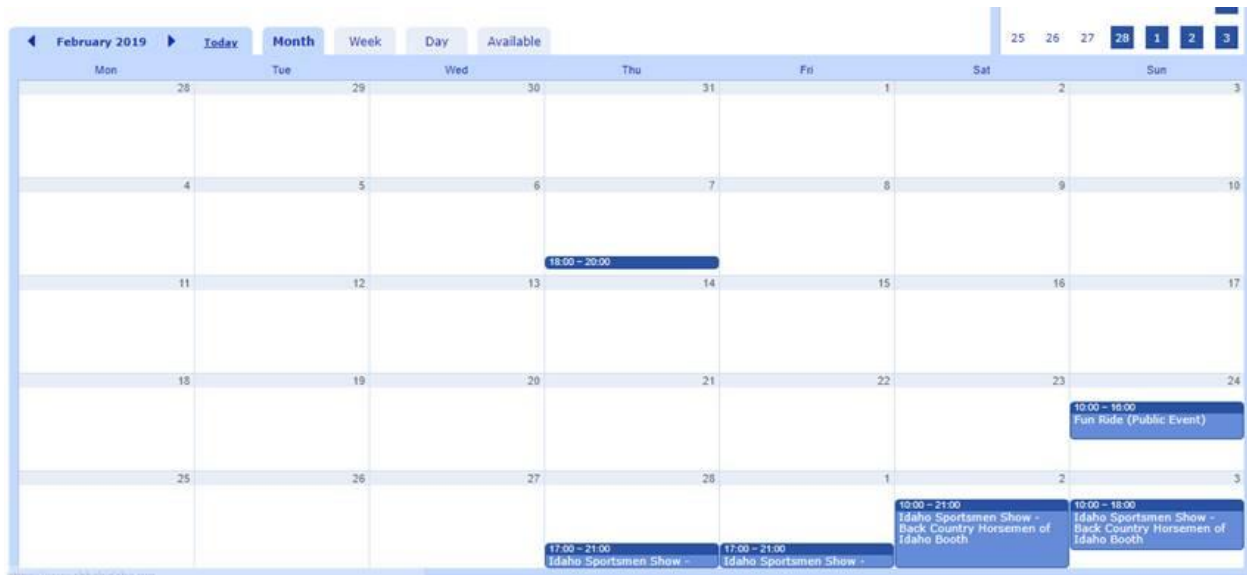 25 26 27 28 1 2 3
February 2019 Today Month Week Day Available
Mon Tue Wed Thu Fri Sat Sun
28 29 30 31 1 2 3
4 5 6 7 8 9 10
18:00 – 20:00
11 12 13 14 15 16 17
18 19 20 21 22 23 24
10:00 – 16:00
Fun Ride (Public Event)
25 26 27 28 1 2 3
17:00 – 21:00
Idaho Sportsmen Show -
17:00 – 21:00
Idaho Sportsmen Show -
10:00 – 21:00
Idaho Sportsmen Show -
Back Country Horsemen of
Idaho Booth
10:00 – 18:00
Idaho Sportsmen Show -
Back Country Horsemen of
Idaho Booth